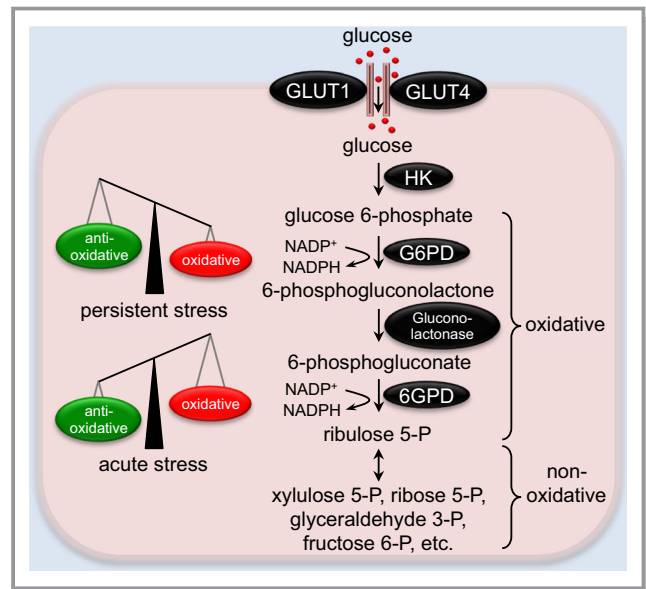 glucose
GLUT1
GLUT4
glucose
HK
glucose 6-phosphate
NADP⁺
NADPH
G6PD
6-phosphogluconolactone
Glucono-
lactonase
6-phosphogluconate
NADP⁺
NADPH
6GPD
ribulose 5-P
oxidative
xylulose 5-P, ribose 5-P,
glyceraldehyde 3-P,
fructose 6-P, etc.
non-
oxidative
anti-
oxidative
oxidative
persistent stress
anti-
oxidative
oxidative
acute stress